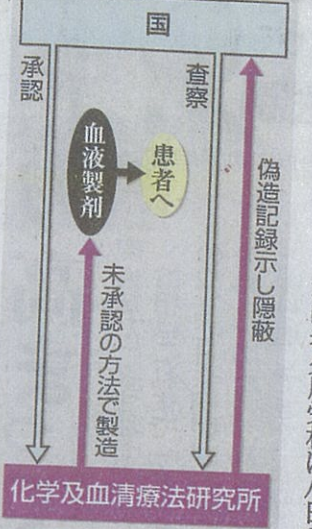 国
承認
査察
血液製剤
患者へ
偽造記録示し隠蔽
未承認の方法で製造
化学及血清療法研究所